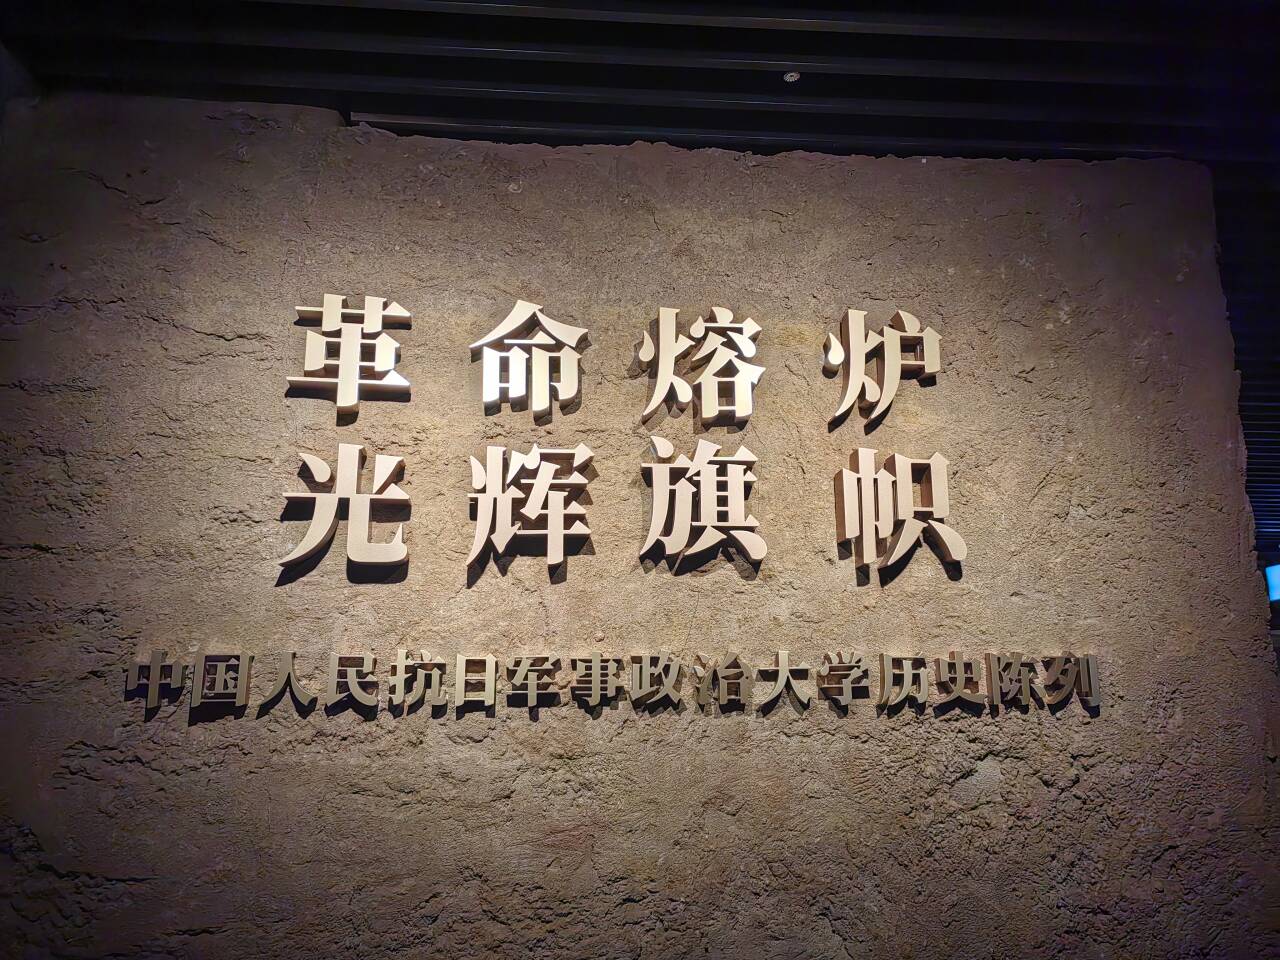 革命熔炉
光辉旗帜
中国人民抗日军事政治大学历史陈列